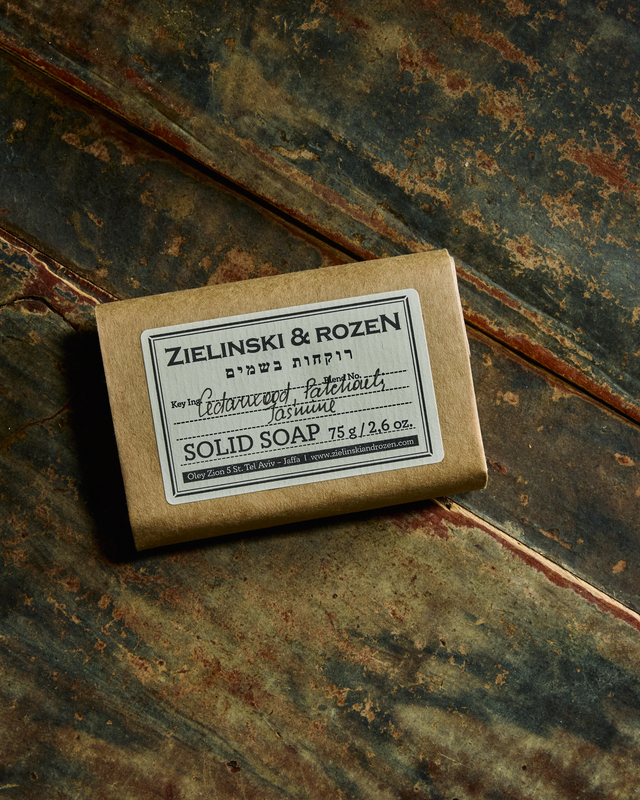 ZIELINSKI & ROZEN
רוקחות בשמים
Key Ing. Cedarwood, Patchouli, Blend No.
Jasmine
SOLID SOAP 75 g / 2,6 oz.
Oley Zion 5 St. Tel Aviv – Jaffa | www.zielinskiandrozen.com